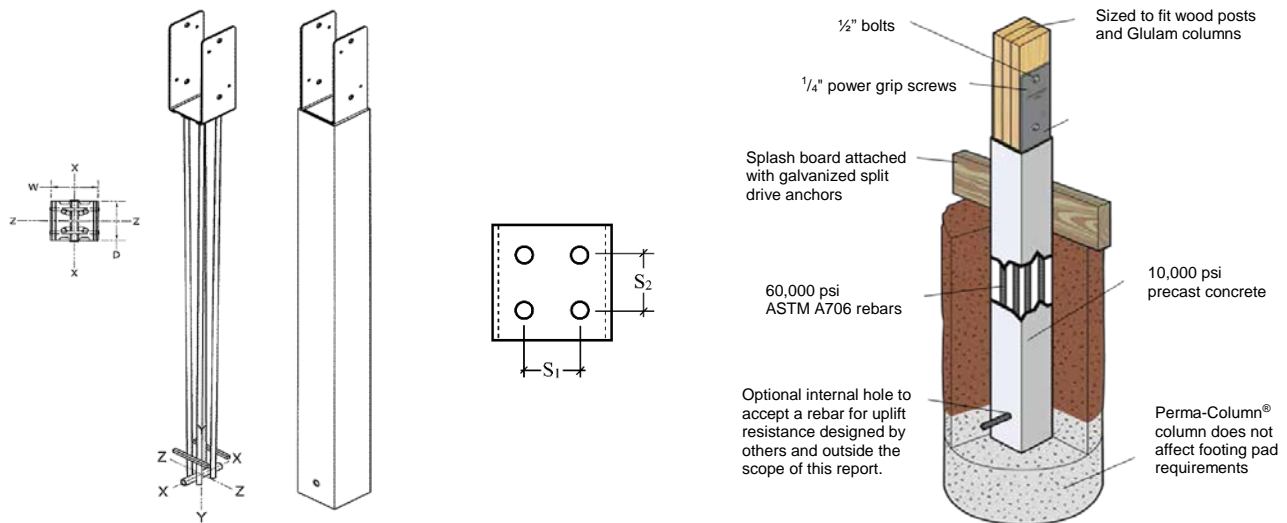 X
W
Z
Z
D
X
Y
Z
X
X
Z
Y
S₂
S₁
½” bolts
¹/₄" power grip screws
Sized to fit wood posts
and Glulam columns
Splash board attached
with galvanized split
drive anchors
60,000 psi
ASTM A706 rebars
10,000 psi
precast concrete
Optional internal hole to
accept a rebar for uplift
resistance designed by
others and outside the
scope of this report.
Perma-Column®
column does not
affect footing pad
requirements